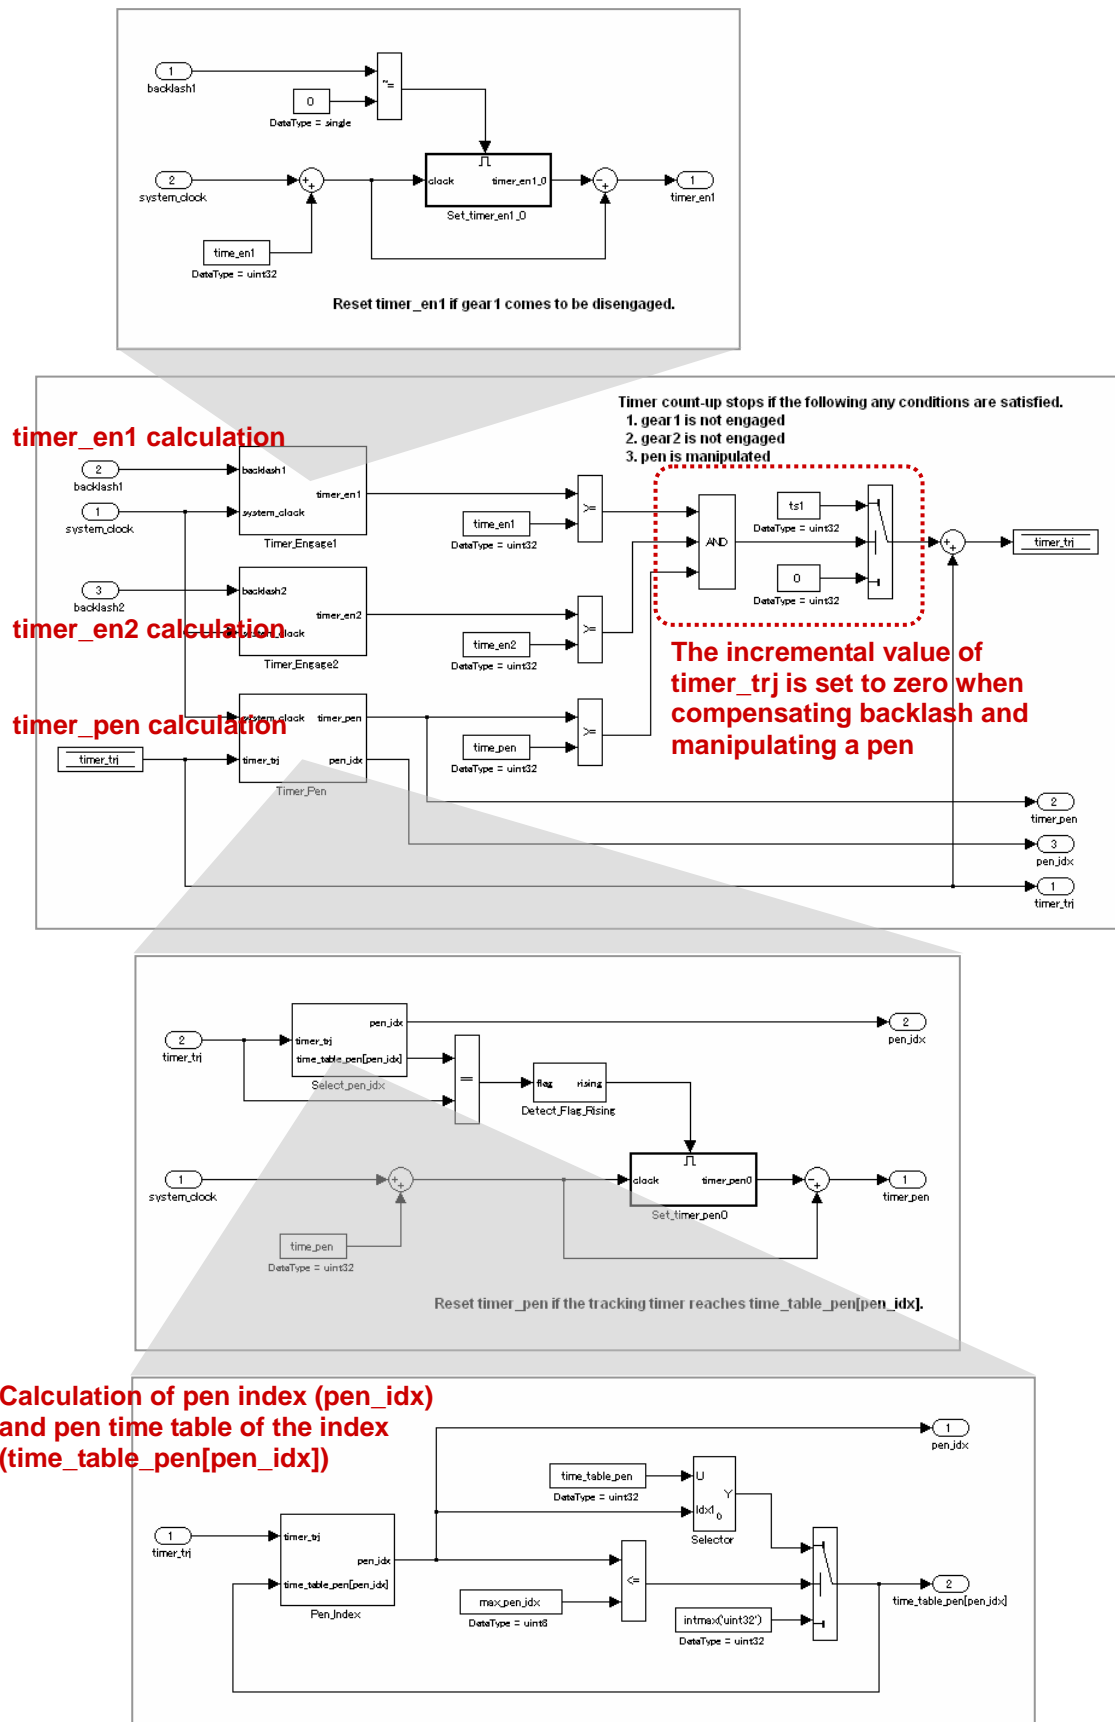 1
backlash1
~=
0
DataType = single
2
system_clock
+
+
clock
timer_en1_0
Set_timer_en1_0
-
+
1
timer_en1
time_en1
DataType = uint32
Reset timer_en1 if gear1 comes to be disengaged.
Timer count-up stops if the following any conditions are satisfied.
1. gear1 is not engaged
2. gear2 is not engaged
3. pen is manipulated
timer_en1 calculation
2
backlash1
1
system_clock
backlash1
timer_en1
system_clock
Timer_Engage1
time_en1
DataType = uint32
>=
AND
ts1
DataType = uint32
0
DataType = uint32
+
+
timer_trj
3
backlash2
timer_en2 calculation
backlash2
timer_en2
system_clock
Timer_Engage2
time_en2
DataType = uint32
>=
The incremental value of
timer_trj is set to zero when
compensating backlash and
manipulating a pen
timer_pen calculation
timer_trj
system_clock
timer_pen
timer_trj
pen_idx
Timer_Pen
time_pen
DataType = uint32
>=
2
timer_pen
3
pen_idx
1
timer_trj
2
timer_trj
pen_idx
timer_trj
time_table_pen[pen_idx]
Select_pen_idx
==
flag
rising
Detect_Flag_Rising
2
pen_idx
1
system_clock
+
+
time_pen
DataType = uint32
clock
timer_pen0
Set_timer_pen0
-
+
1
timer_pen
Reset timer_pen if the tracking timer reaches time_table_pen[pen_idx].
Calculation of pen index (pen_idx)
and pen time table of the index
(time_table_pen[pen_idx])
1
pen_idx
time_table_pen
DataType = uint32
U
Y
Idx1
0
Selector
1
timer_trj
timer_trj
pen_idx
time_table_pen[pen_idx]
Pen_Index
max_pen_idx
DataType = uint8
<=
intmax('uint32')
DataType = uint32
2
time_table_pen[pen_idx]